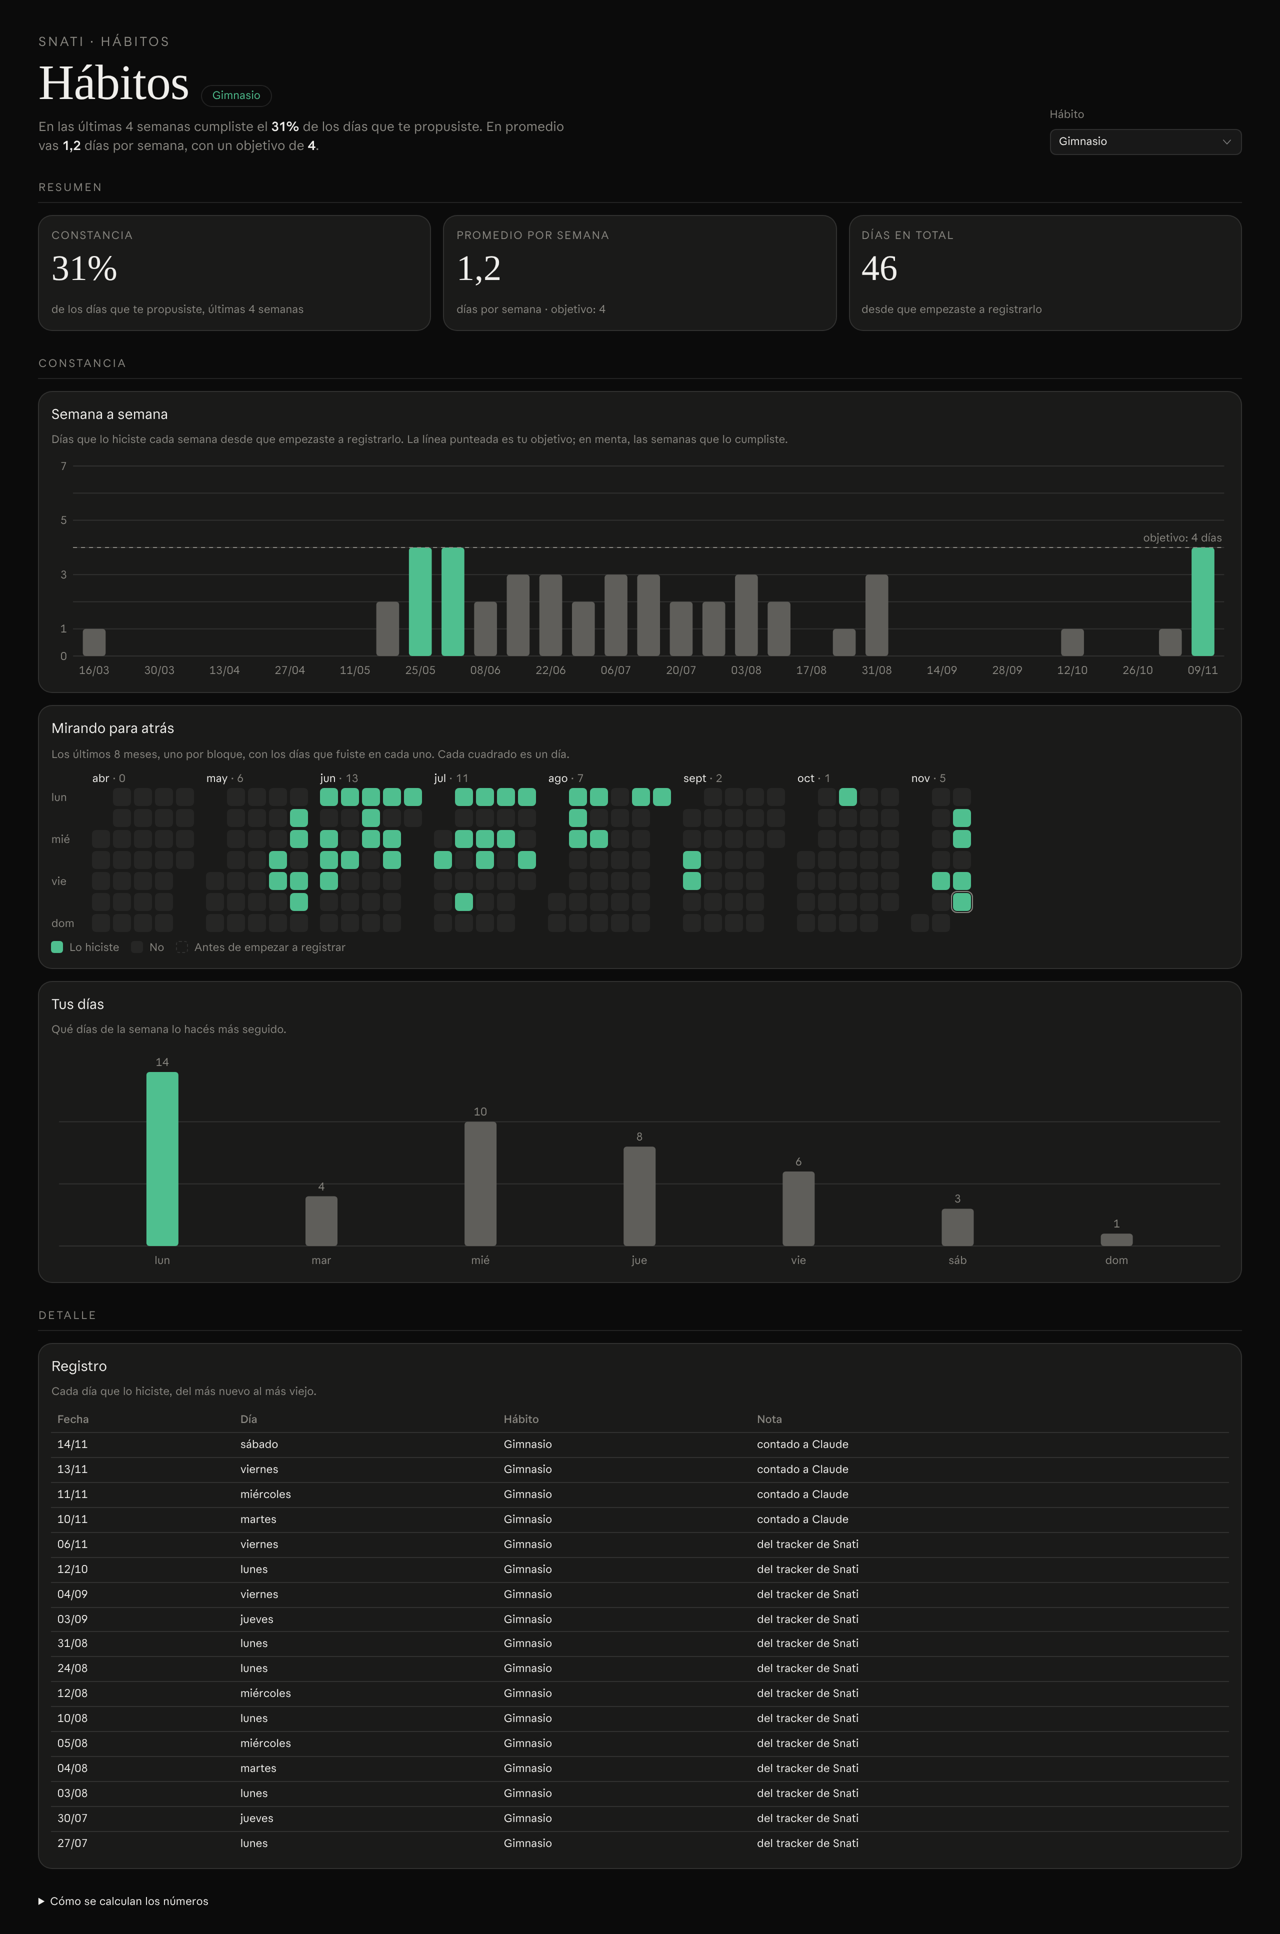 SNATI · HÁBITOS
Hábitos
Gimnasio
En las últimas 4 semanas cumpliste el 31% de los días que te propusiste. En promedio
vas 1,2 días por semana, con un objetivo de 4.
Hábito
Gimnasio
RESUMEN
CONSTANCIA
31%
de los días que te propusiste, últimas 4 semanas
PROMEDIO POR SEMANA
1,2
días por semana · objetivo: 4
DÍAS EN TOTAL
46
desde que empezaste a registrarlo
CONSTANCIA
Semana a semana
Días que lo hiciste cada semana desde que empezaste a registrarlo. La línea punteada es tu objetivo; en menta, las semanas que lo cumpliste.
7
5
objetivo: 4 días
3
1
0
16/03 30/03 13/04 27/04 11/05 25/05 08/06 22/06 06/07 20/07 03/08 17/08 31/08 14/09 28/09 12/10 26/10 09/11
Mirando para atrás
Los últimos 8 meses, uno por bloque, con los días que fuiste en cada uno. Cada cuadrado es un día.
abr · 0 may · 6 jun · 13 jul · 11 ago · 7 sept · 2 oct · 1 nov · 5
lun
mié
vie
dom
Lo hiciste No Antes de empezar a registrar
Tus días
Qué días de la semana lo hacés más seguido.
14
4
10
8
6
3
1
lun mar mié jue vie sáb dom
DETALLE
Registro
Cada día que lo hiciste, del más nuevo al más viejo.
Fecha Día Hábito Nota
14/11 sábado Gimnasio contado a Claude
13/11 viernes Gimnasio contado a Claude
11/11 miércoles Gimnasio contado a Claude
10/11 martes Gimnasio contado a Claude
06/11 viernes Gimnasio del tracker de Snati
12/10 lunes Gimnasio del tracker de Snati
04/09 viernes Gimnasio del tracker de Snati
03/09 jueves Gimnasio del tracker de Snati
31/08 lunes Gimnasio del tracker de Snati
24/08 lunes Gimnasio del tracker de Snati
12/08 miércoles Gimnasio del tracker de Snati
10/08 lunes Gimnasio del tracker de Snati
05/08 miércoles Gimnasio del tracker de Snati
04/08 martes Gimnasio del tracker de Snati
03/08 lunes Gimnasio del tracker de Snati
30/07 jueves Gimnasio del tracker de Snati
27/07 lunes Gimnasio del tracker de Snati
Cómo se calculan los números